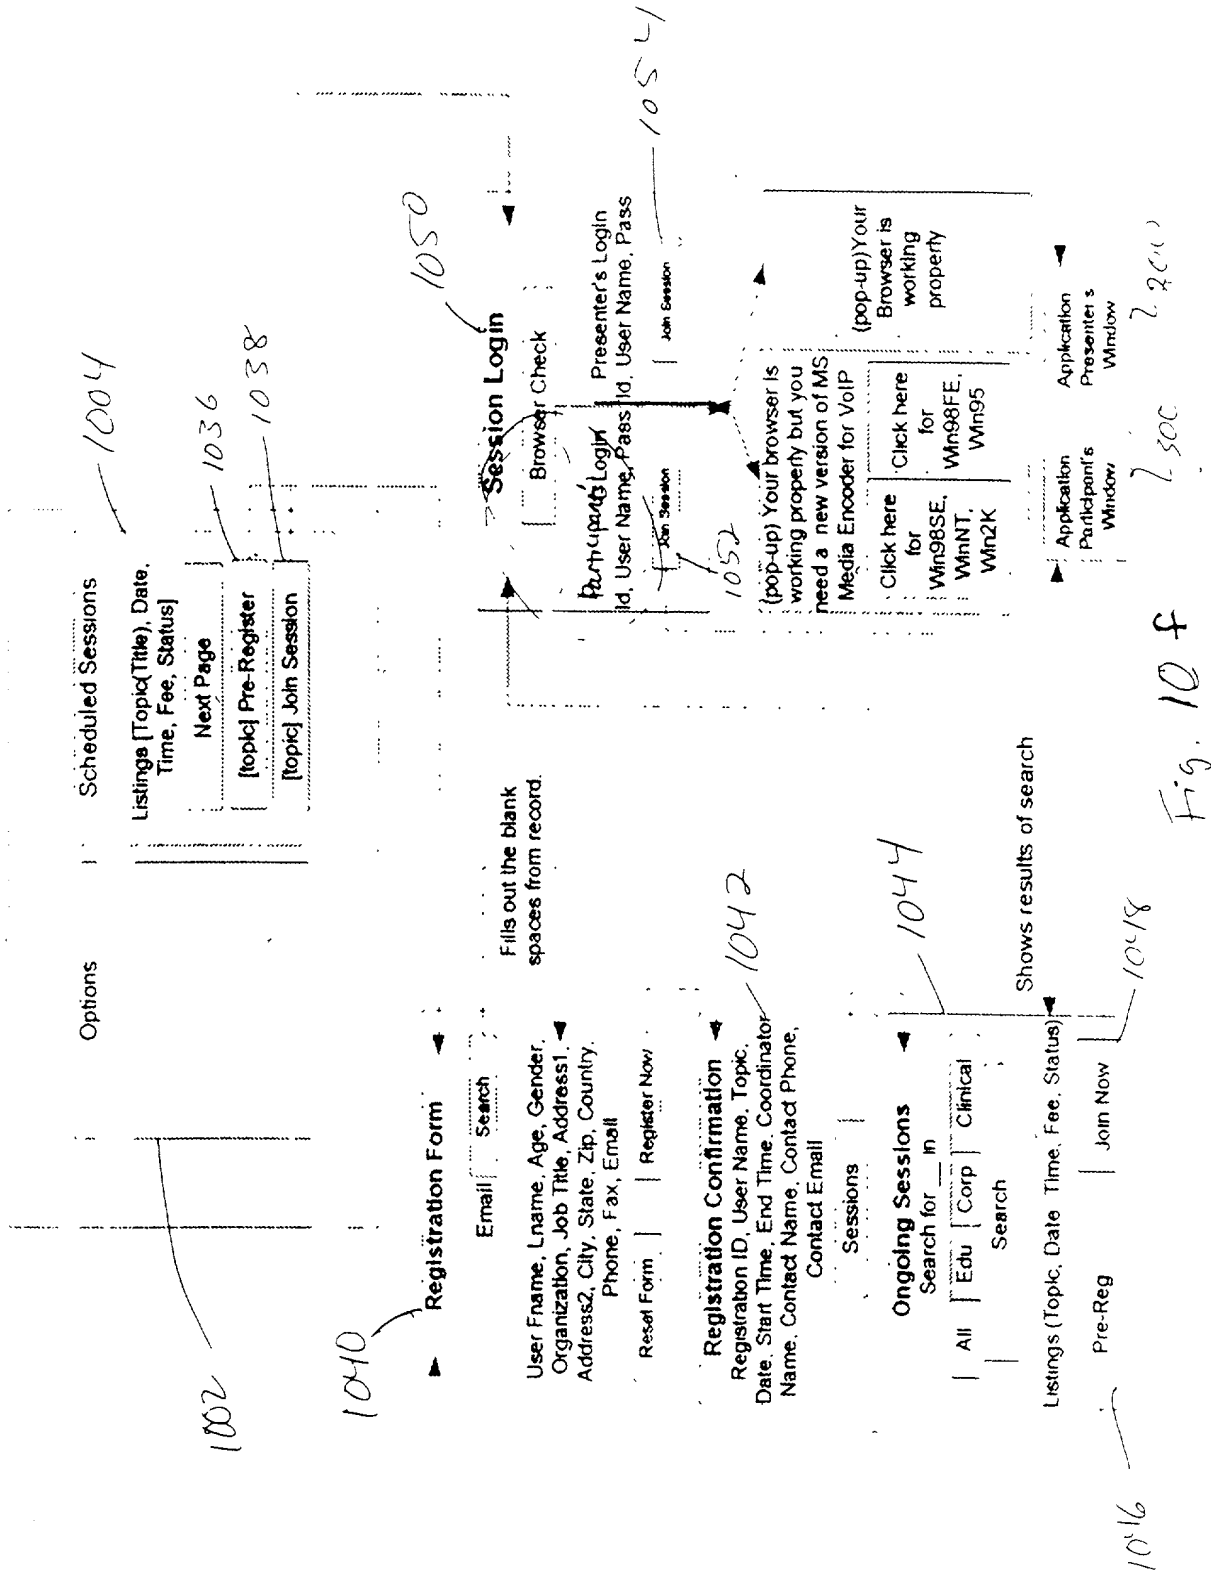 1002
Options
Scheduled Sessions
1004
Listings [Topic(Title), Date,
Time, Fee, Status]
Next Page
1036
[topic] Pre-Register
1038
[topic] Join Session
1040
Registration Form
Email
Search
Fills out the blank
spaces from record.
User Fname, Lname, Age, Gender,
Organization, Job Title, Address1,
Address2, City, State, Zip, Country,
Phone, Fax, Email
Reset Form
Register Now
Registration Confirmation
Registration ID, User Name, Topic,
Date, Start Time, End Time, Coordinator
Name, Contact Name, Contact Phone,
Contact Email
1042
Sessions
Ongoing Sessions
1044
Search for __ in
All
Edu
Corp
Clinical
Search
Shows results of search
Listings (Topic, Date Time, Fee, Status)
Pre-Reg
Join Now
1046
1048
1050
Session Login
Browser Check
Participants Login
Id, User Name, Pass
Join Session
1052
Presenter's Login
Id, User Name, Pass
Join Session
1054
(pop-up) Your browser is
working properly but you
need a new version of MS
Media Encoder for VoIP
Click here
for
Win98SE,
WinNT,
Win2K
Click here
for
Win98FE,
Win95
(pop-up) Your
Browser is
working
property
Application
Participant's
Window
Application
Presenter s
Window
Fig. 10 f